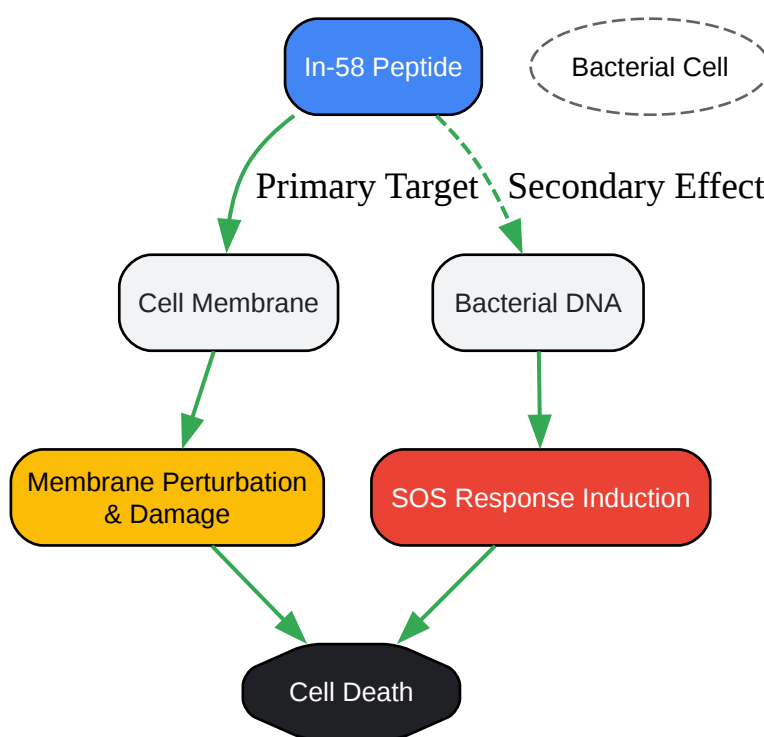 In-58 Peptide
Bacterial Cell
Primary Target
Secondary Effect
Cell Membrane
Bacterial DNA
Membrane Perturbation
& Damage
SOS Response Induction
Cell Death